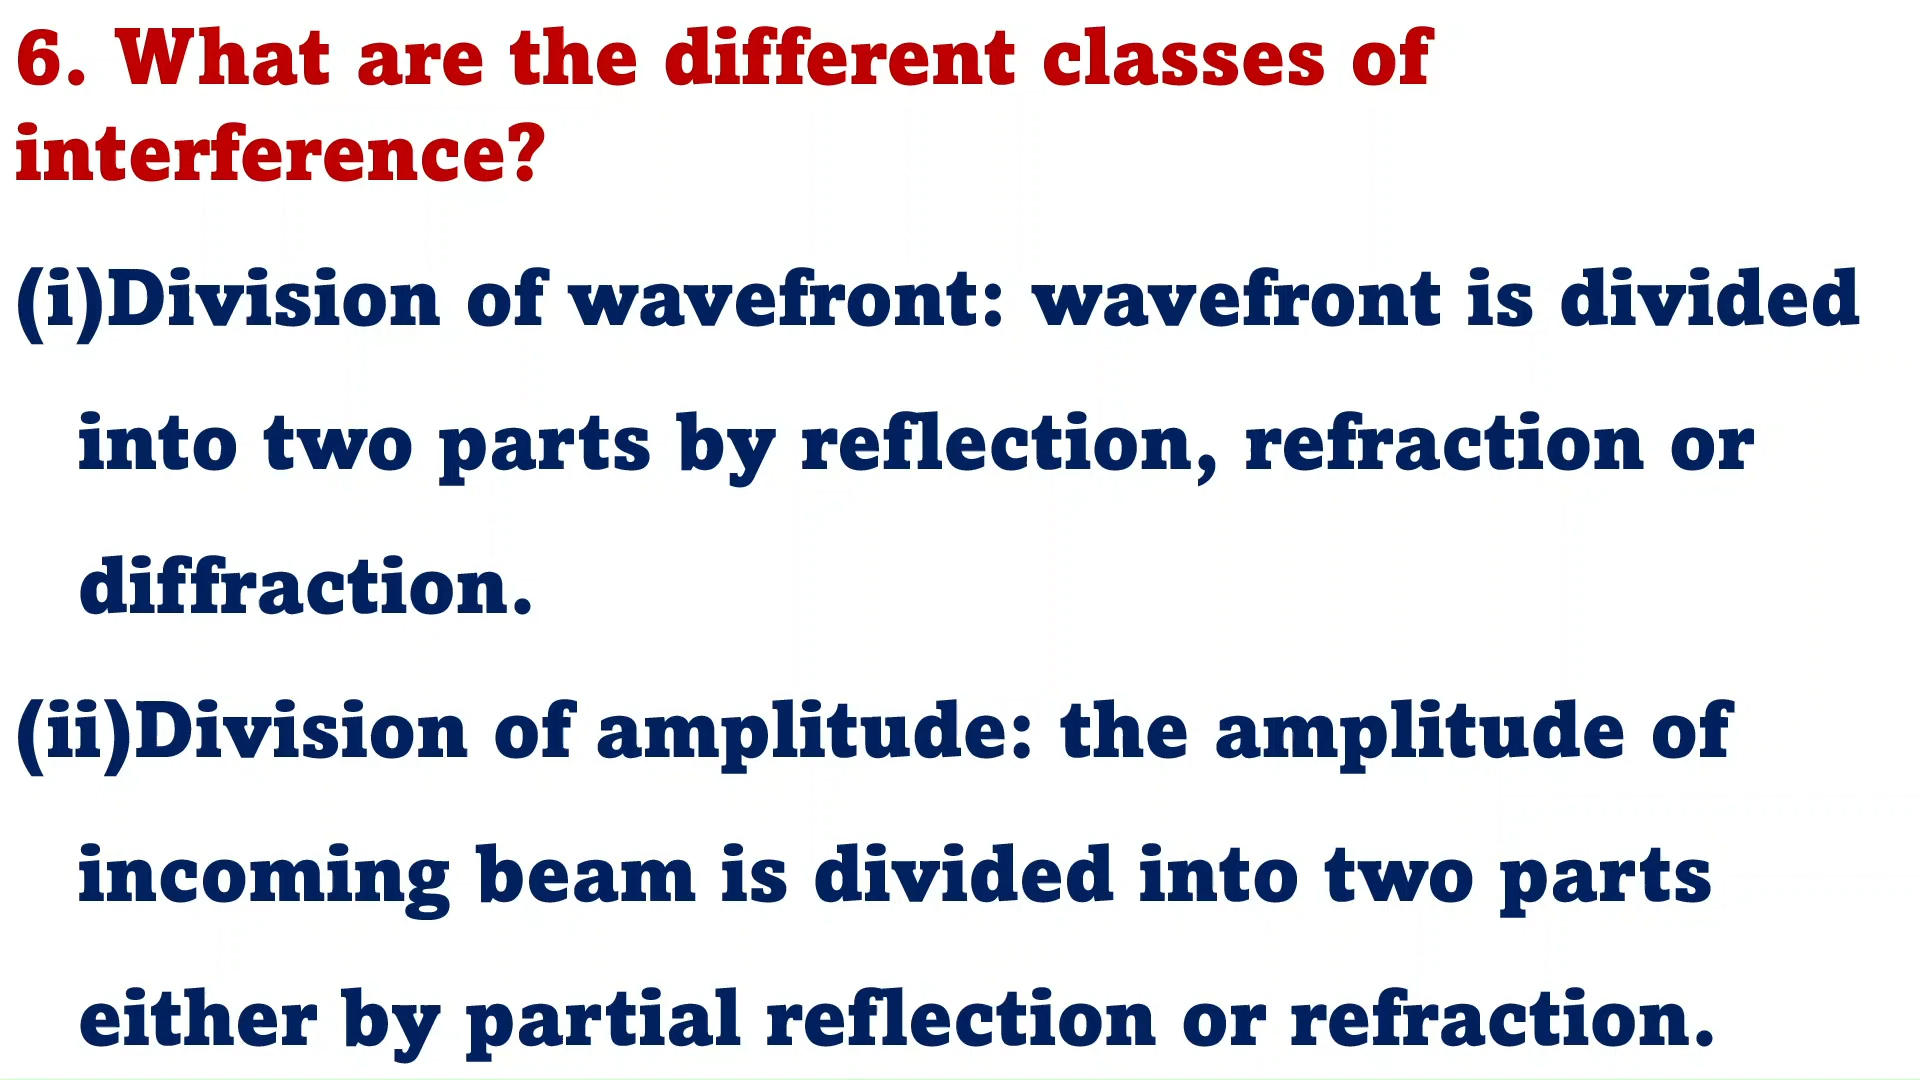 6. What are the different classes of
interference?
(i)Division of wavefront: wavefront is divided
into two parts by reflection, refraction or
diffraction.
(ii)Division of amplitude: the amplitude of
incoming beam is divided into two parts
either by partial reflection or refraction.